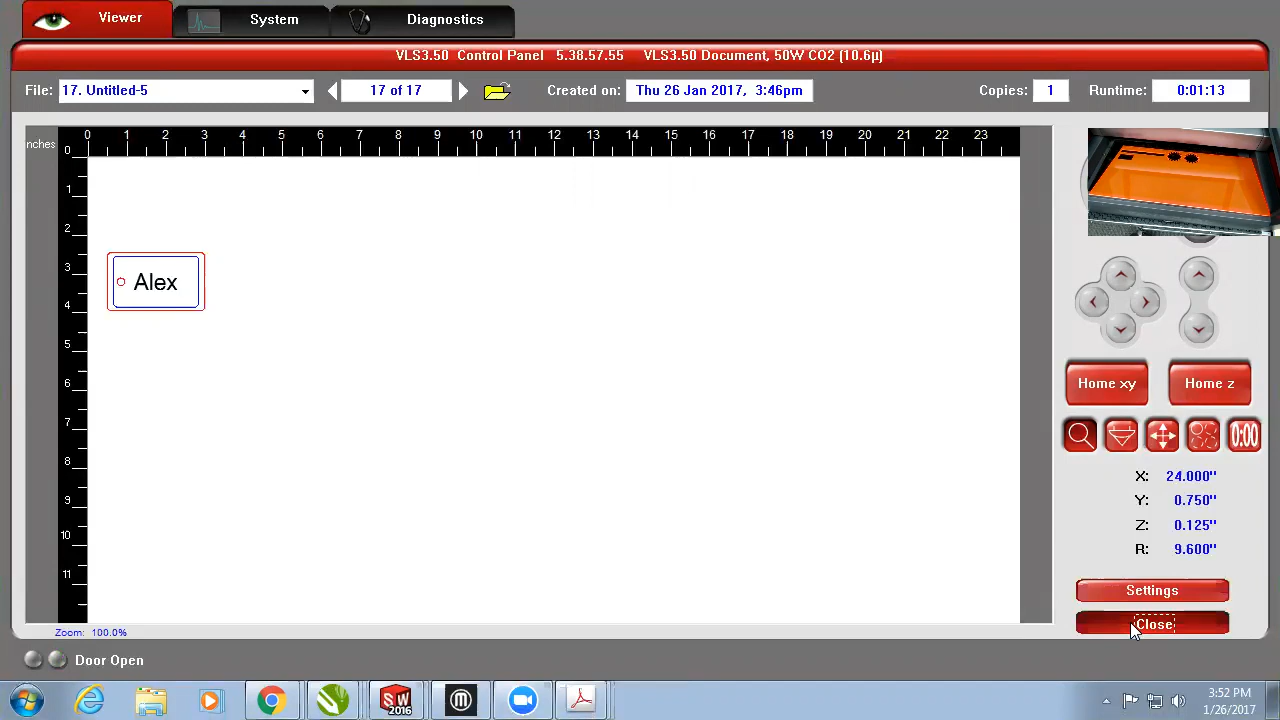 Viewer System Diagnostics
VLS3.50 Control Panel 5.38.57.55 VLS3.50 Document, 50W CO2 (10.6µ)
File: 17. Untitled-5 17 of 17 Created on: Thu 26 Jan 2017, 3:46pm Copies: 1 Runtime: 0:01:13
nches
0 1 2 3 4 5 6 7 8 9 10 11 12 13 14 15 16 17 18 19 20 21 22 23
0
1
2
3
4
5
6
7
8
9
10
11
Alex
Home xy Home z
0:00
X: 24.000"
Y: 0.750"
Z: 0.125"
R: 9.600"
Settings
Close
Zoom: 100.0%
Door Open
SW
2016
3:52 PM
1/26/2017